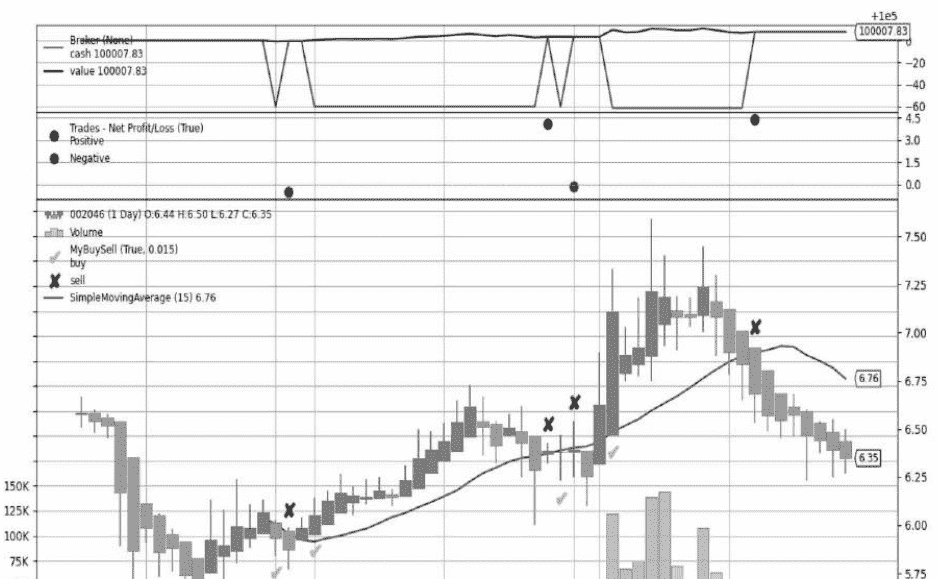 +1e5
Broker (None)
cash 100007.83
value 100007.83
100007.83
0
−20
−40
−60
Trades - Net Profit/Loss (True)
Positive
Negative
4.5
3.0
1.5
0.0
002046 (1 Day) O:6.44 H:6.50 L:6.27 C:6.35
Volume
MyBuySell (True, 0.015)
buy
sell
SimpleMovingAverage (15) 6.76
7.50
7.25
7.00
6.76
6.75
6.50
6.35
6.25
6.00
5.75
150K
125K
100K
75K